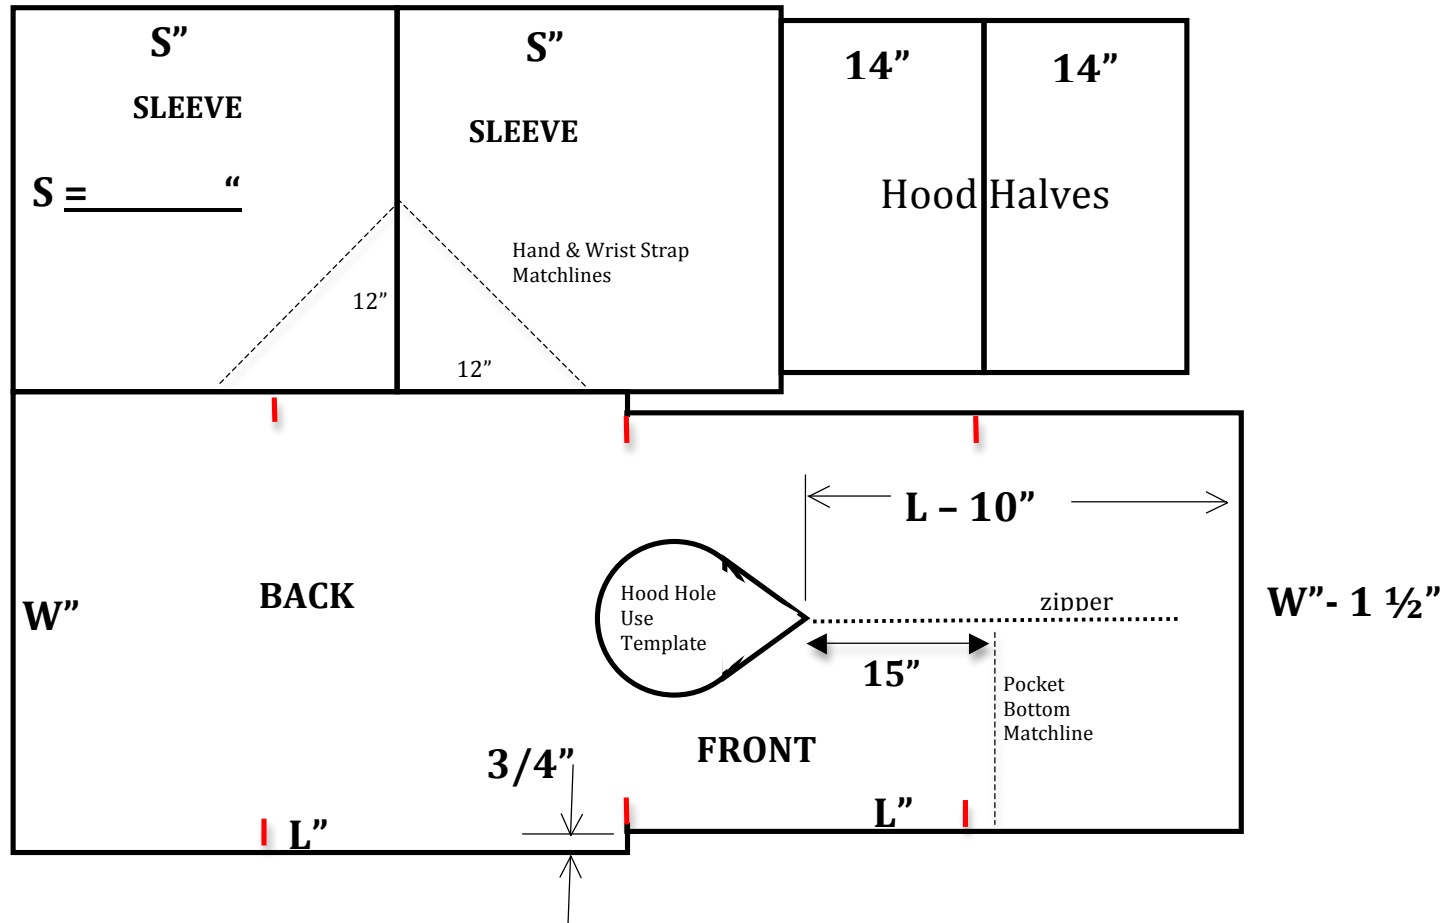 S”
S”
14”
14”
SLEEVE
SLEEVE
S =            “
Hood Halves
Hand & Wrist Strap
Matchlines
12”
12”
L – 10”
BACK
Hood Hole
Use
Template
zipper
W”
W”- 1 ½”
15”
Pocket
Bottom
Matchline
FRONT
3/4”
L”
L”